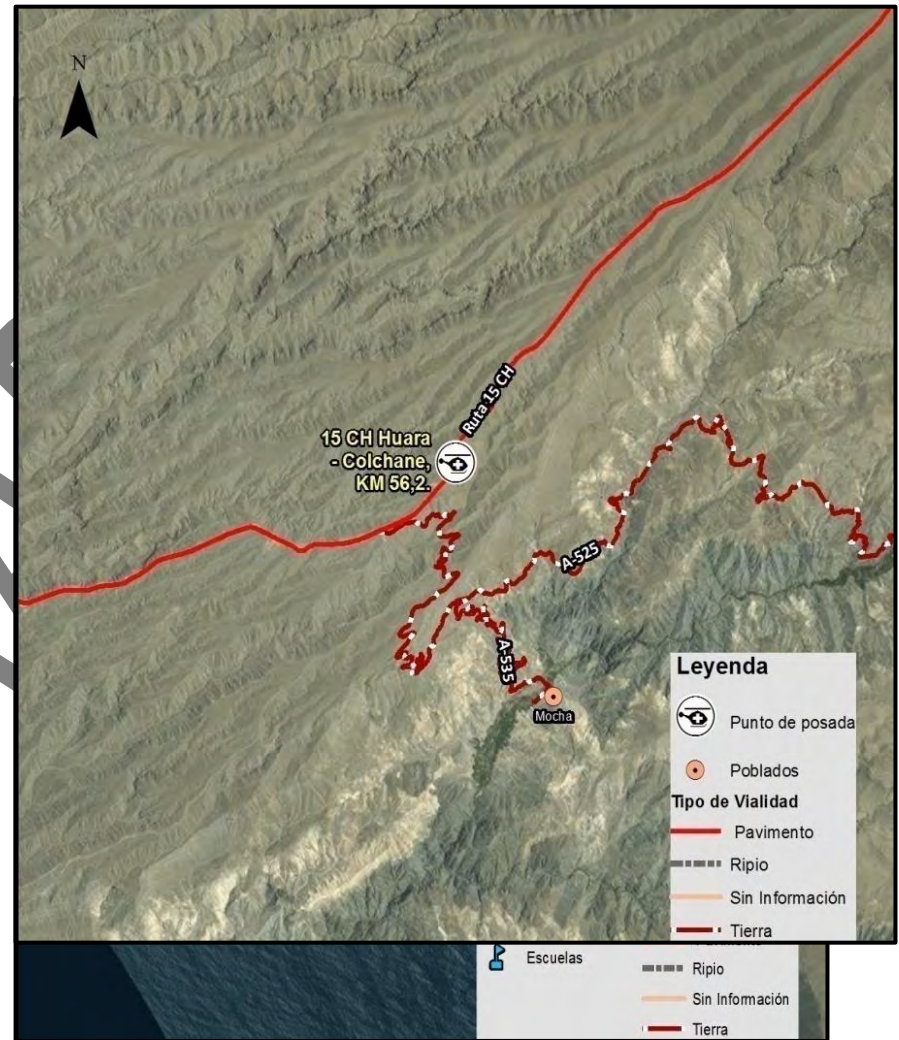 N
Ruta 15 CH
15 CH Huara
- Colchane,
KM 56,2.
A-525
A-535
Mocha
Leyenda
Punto de posada
Poblados
Tipo de Vialidad
Pavimento
Ripio
Sin Información
Tierra
Escuelas
Ripio
Sin Información
Tierra